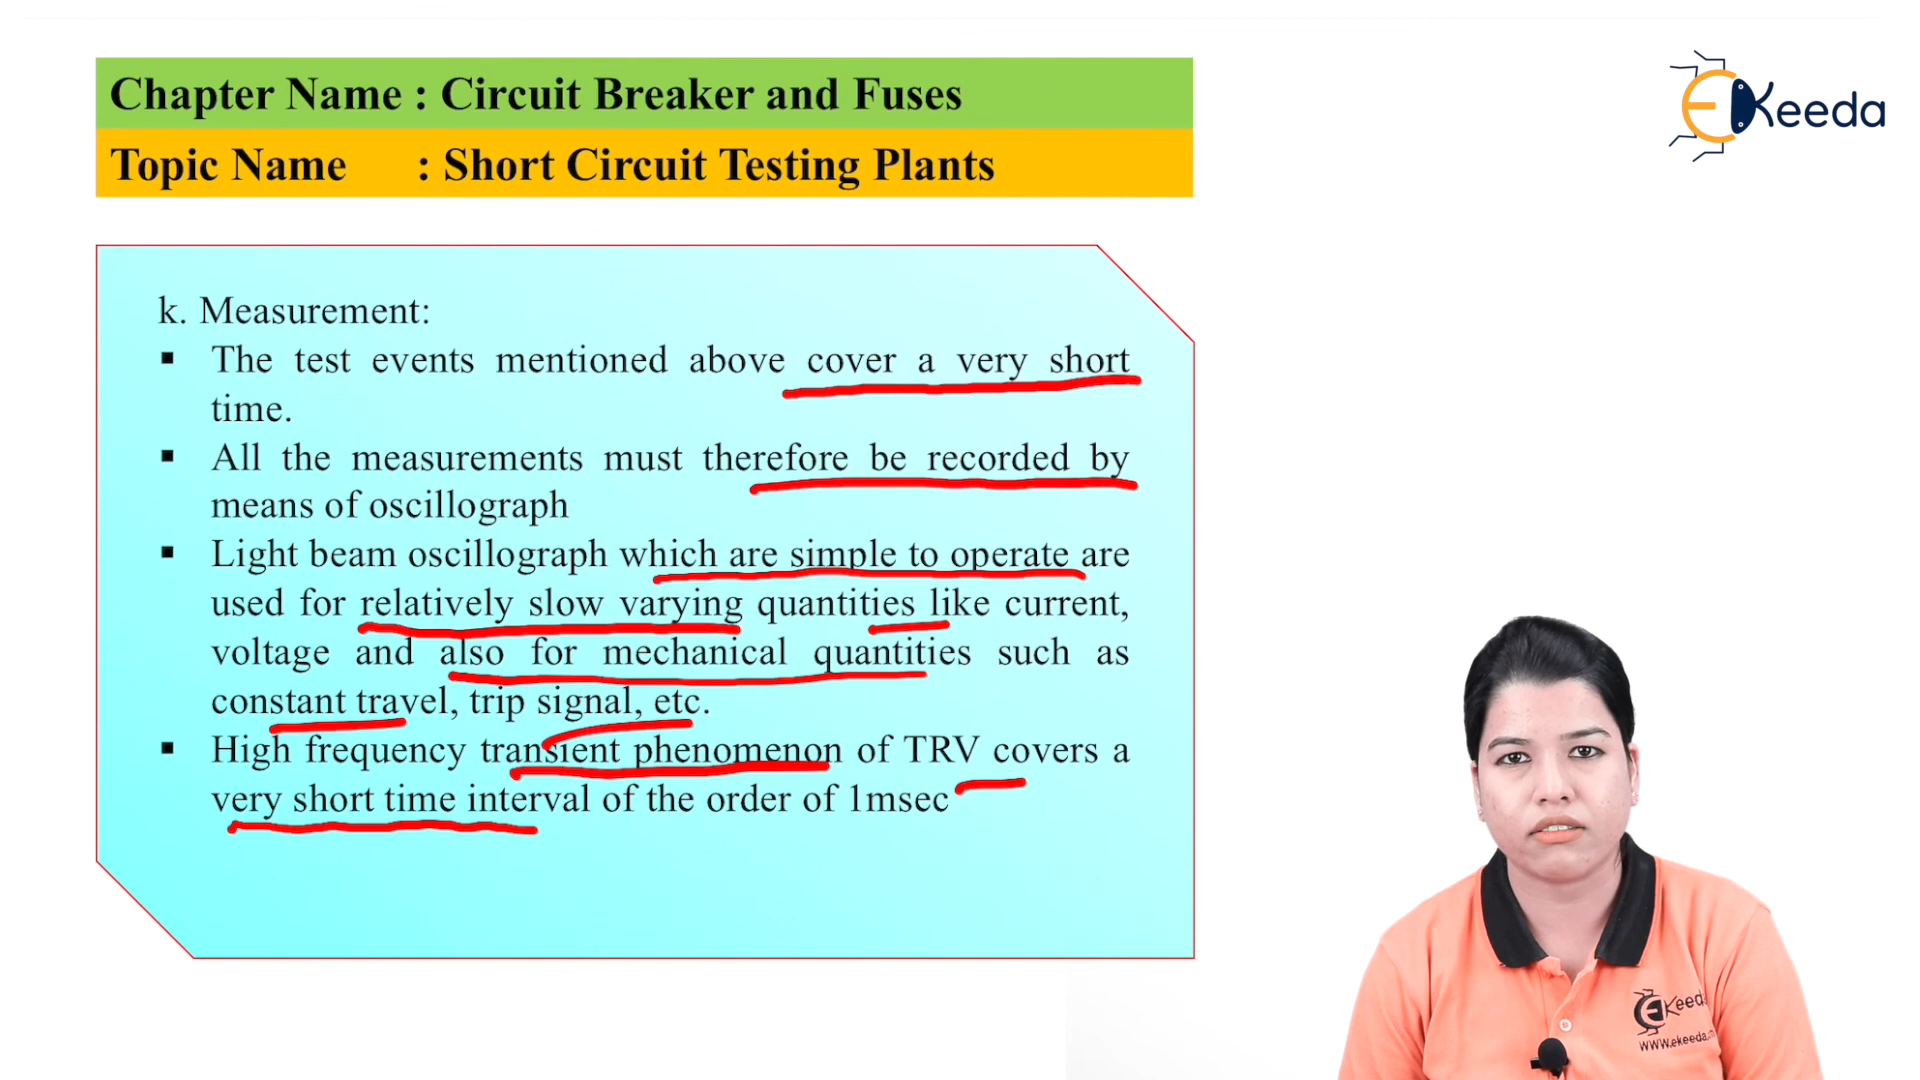 Chapter Name : Circuit Breaker and Fuses
Topic Name : Short Circuit Testing Plants
EKeeda
k. Measurement:
▪ The test events mentioned above cover a very short
time.
▪ All the measurements must therefore be recorded by
means of oscillograph
▪ Light beam oscillograph which are simple to operate are
used for relatively slow varying quantities like current,
voltage and also for mechanical quantities such as
constant travel, trip signal, etc.
▪ High frequency transient phenomenon of TRV covers a
very short time interval of the order of 1msec
EKeed
www.ekeeda.